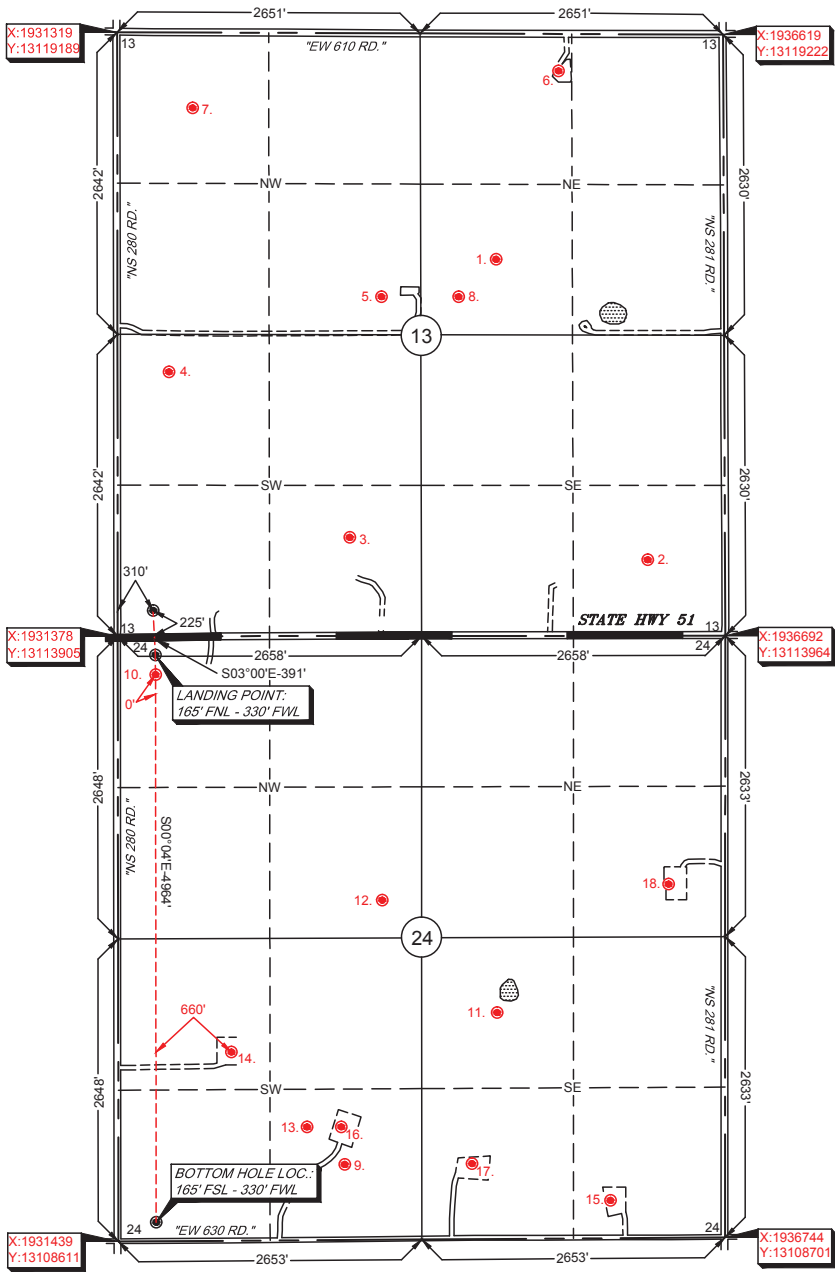 2651'
2651'
X:1931319
Y:13119189
X:1936619
Y:13119222
13
"EW 610 RD."
13
6.
7.
2642'
NW
NE
2630'
"NS 280 RD."
"NS 281 RD."
1.
5.
8.
13
4.
2642'
SW
SE
2630'
3.
2.
310'
225'
STATE HWY 51
13
13
X:1931378
Y:13113905
X:1936692
Y:13113964
24
24
2658'
2658'
S03°00'E-391'
10.
0'
LANDING POINT:
165' FNL - 330' FWL
2648'
NW
NE
2633'
"NS 280 RD."
S00°04'E-4964'
18.
12.
24
"NS 281 RD."
660'
11.
14.
2648'
SW
SE
2633'
13.
16.
9.
17.
BOTTOM HOLE LOC.:
165' FSL - 330' FWL
15.
24
"EW 630 RD."
24
X:1931439
Y:13108611
X:1936744
Y:13108701
2653'
2653'